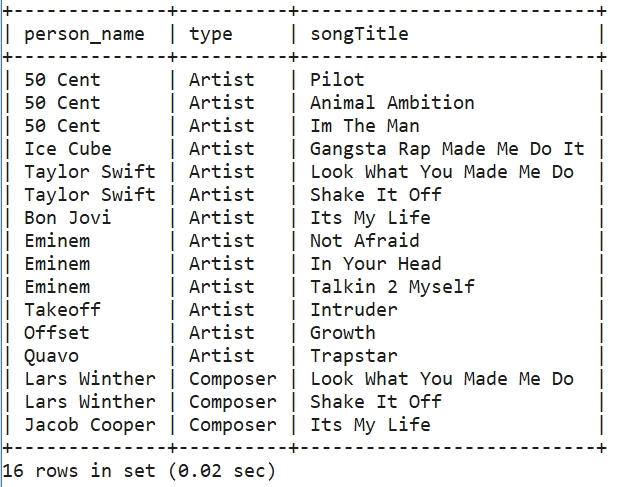 +--------------+----------+---------------------------+
| person_name  | type     | songTitle                 |
+--------------+----------+---------------------------+
| 50 Cent      | Artist   | Pilot                     |
| 50 Cent      | Artist   | Animal Ambition           |
| 50 Cent      | Artist   | Im The Man                |
| Ice Cube     | Artist   | Gangsta Rap Made Me Do It |
| Taylor Swift | Artist   | Look What You Made Me Do  |
| Taylor Swift | Artist   | Shake It Off              |
| Bon Jovi     | Artist   | Its My Life               |
| Eminem       | Artist   | Not Afraid                |
| Eminem       | Artist   | In Your Head              |
| Eminem       | Artist   | Talkin 2 Myself           |
| Takeoff      | Artist   | Intruder                  |
| Offset       | Artist   | Growth                    |
| Quavo        | Artist   | Trapstar                  |
| Lars Winther | Composer | Look What You Made Me Do  |
| Lars Winther | Composer | Shake It Off              |
| Jacob Cooper | Composer | Its My Life               |
+--------------+----------+---------------------------+
16 rows in set (0.02 sec)